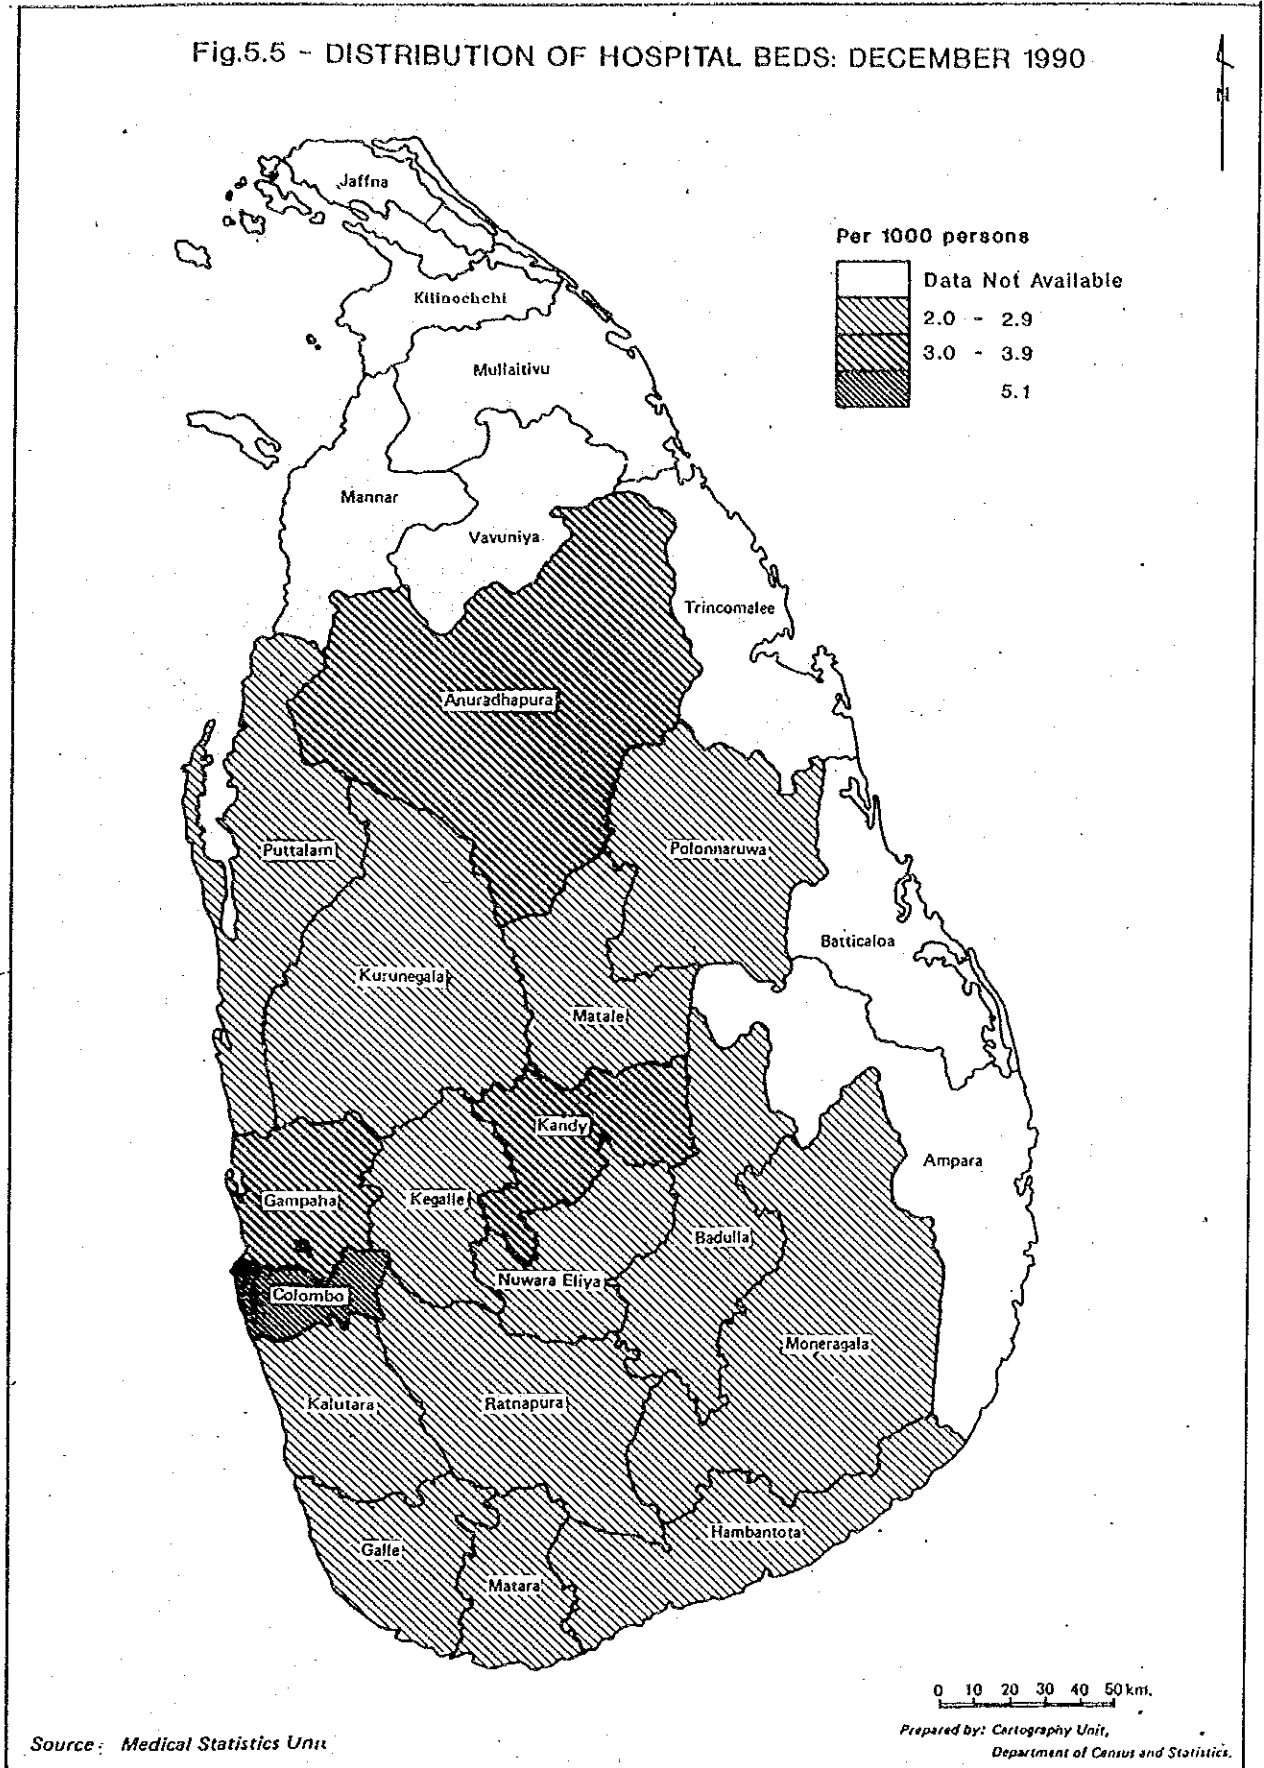 Fig.5.5 - DISTRIBUTION OF HOSPITAL BEDS: DECEMBER 1990
N
Jaffna
Per 1000 persons
Data Not Available
2.0 - 2.9
3.0 - 3.9
5.1
Kilinochchi
Mullaitivu
Mannar
Vavuniya
Trincomalee
Anuradhapura
Puttalam
Polonnaruwa
Batticaloa
Kurunegala
Matale
Kandy
Ampara
Gampaha
Kegalle
Badulla
Nuwara Eliya
Colombo
Moneragala
Kalutara
Ratnapura
Hambantota
Galle
Matara
0 10 20 30 40 50 km.
Prepared by: Cartography Unit,
Department of Census and Statistics.
Source: Medical Statistics Unit